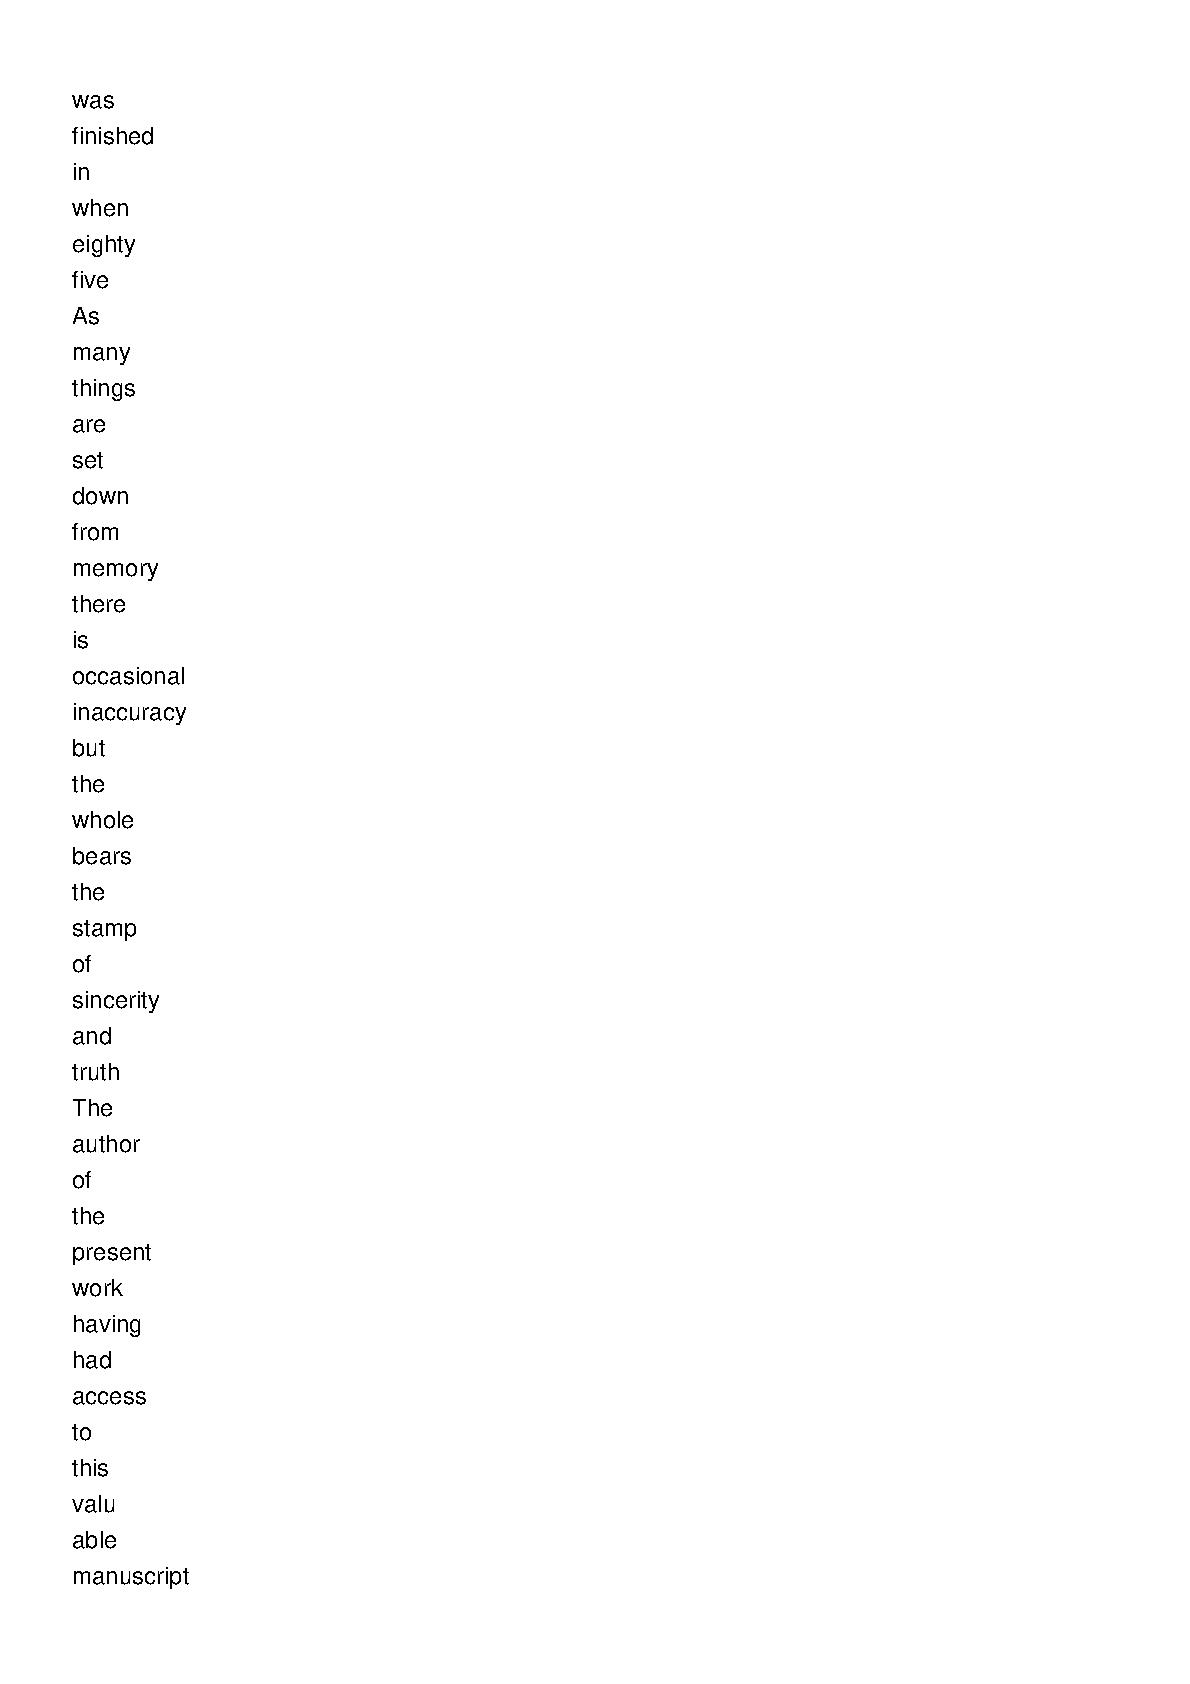 was
finished
in
when
eighty
five
As
many
things
are
set
down
from
memory
there
is
occasional
inaccuracy
but
the
whole
bears
the
stamp
of
sincerity
and
truth
The
author
of
the
present
work
having
had
access
to
this
valu
able
manuscript